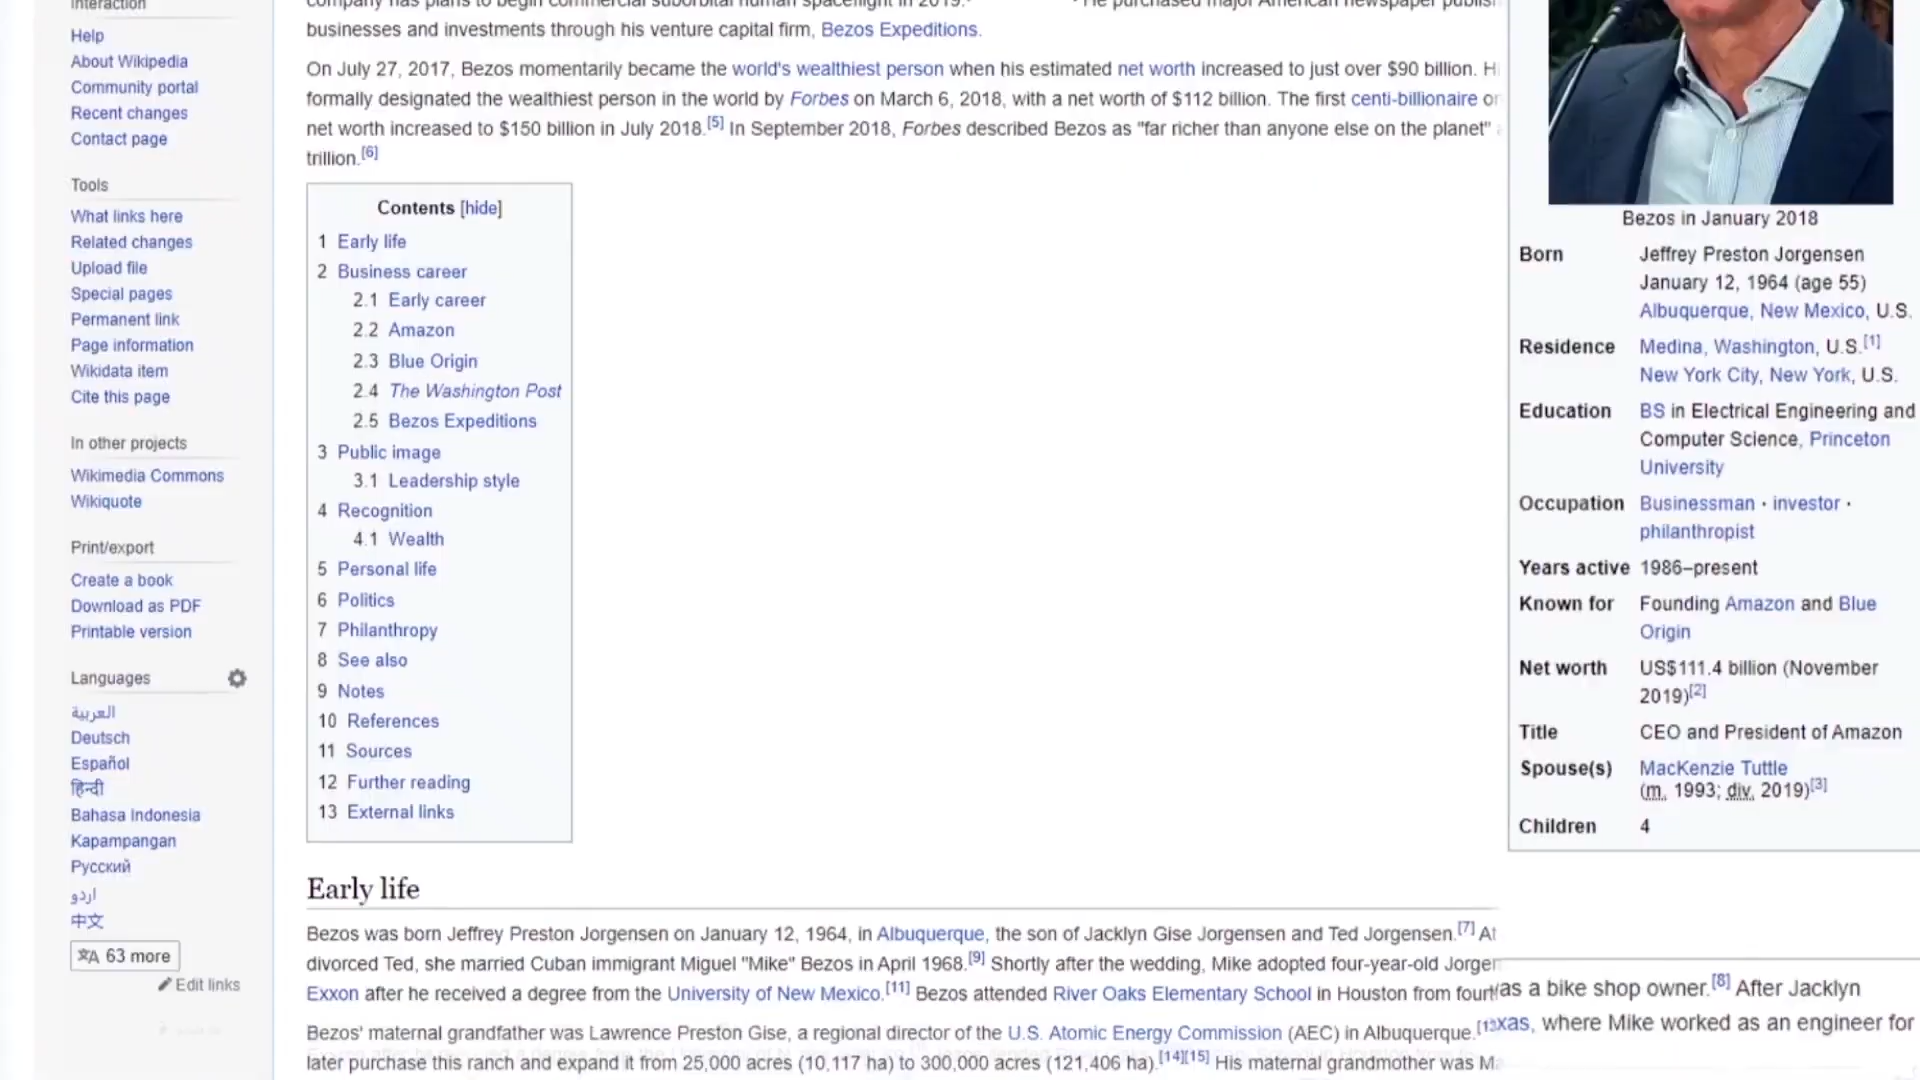 Interaction
Help
About Wikipedia
Community portal
Recent changes
Contact page
Tools
What links here
Related changes
Upload file
Special pages
Permanent link
Page information
Wikidata item
Cite this page
In other projects
Wikimedia Commons
Wikiquote
Print/export
Create a book
Download as PDF
Printable version
Languages
العربية
Deutsch
Español
हिन्दी
Bahasa Indonesia
Kapampangan
Русский
اردو
中文
63 more
Edit links
company has plans to begin commercial suborbital human spaceflight in 2019. He purchased major American newspaper
businesses and investments through his venture capital firm, Bezos Expeditions.
On July 27, 2017, Bezos momentarily became the world's wealthiest person when his estimated net worth increased to just over $90 billion.
formally designated the wealthiest person in the world by Forbes on March 6, 2018, with a net worth of $112 billion. The first centi-billionaire
net worth increased to $150 billion in July 2018.[5] In September 2018, Forbes described Bezos as "far richer than anyone else on the planet"
trillion.[6]
Contents [hide]
1 Early life
2 Business career
2.1 Early career
2.2 Amazon
2.3 Blue Origin
2.4 The Washington Post
2.5 Bezos Expeditions
3 Public image
3.1 Leadership style
4 Recognition
4.1 Wealth
5 Personal life
6 Politics
7 Philanthropy
8 See also
9 Notes
10 References
11 Sources
12 Further reading
13 External links
Early life
Bezos was born Jeffrey Preston Jorgensen on January 12, 1964, in Albuquerque, the son of Jacklyn Gise Jorgensen and Ted Jorgensen.[7]
divorced Ted, she married Cuban immigrant Miguel "Mike" Bezos in April 1968.[9] Shortly after the wedding, Mike adopted four-year-old
Exxon after he received a degree from the University of New Mexico.[11] Bezos attended River Oaks Elementary School in Houston from
Bezos' maternal grandfather was Lawrence Preston Gise, a regional director of the U.S. Atomic Energy Commission (AEC) in Albuquerque.
later purchase this ranch and expand it from 25,000 acres (10,117 ha) to 300,000 acres (121,406 ha).[14][15] His maternal grandmother was
Bezos in January 2018
Born Jeffrey Preston Jorgensen
January 12, 1964 (age 55)
Albuquerque, New Mexico, U.S.
Residence Medina, Washington, U.S.[1]
New York City, New York, U.S.
Education BS in Electrical Engineering and
Computer Science, Princeton
University
Occupation Businessman · investor ·
philanthropist
Years active 1986–present
Known for Founding Amazon and Blue
Origin
Net worth US$111.4 billion (November
2019)[2]
Title CEO and President of Amazon
Spouse(s) MacKenzie Tuttle
(m. 1993; div. 2019)[3]
Children 4
as a bike shop owner.[8] After Jacklyn
xas, where Mike worked as an engineer for